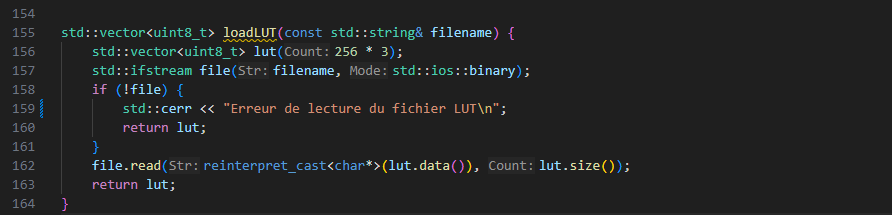 154
155 std::vector<uint8_t> loadLUT(const std::string& filename) {
156     std::vector<uint8_t> lut(Count: 256 * 3);
157     std::ifstream file(Str: filename, Mode: std::ios::binary);
158     if (!file) {
159         std::cerr << "Erreur de lecture du fichier LUT\n";
160         return lut;
161     }
162     file.read(Str: reinterpret_cast<char*>(lut.data()), Count: lut.size());
163     return lut;
164 }